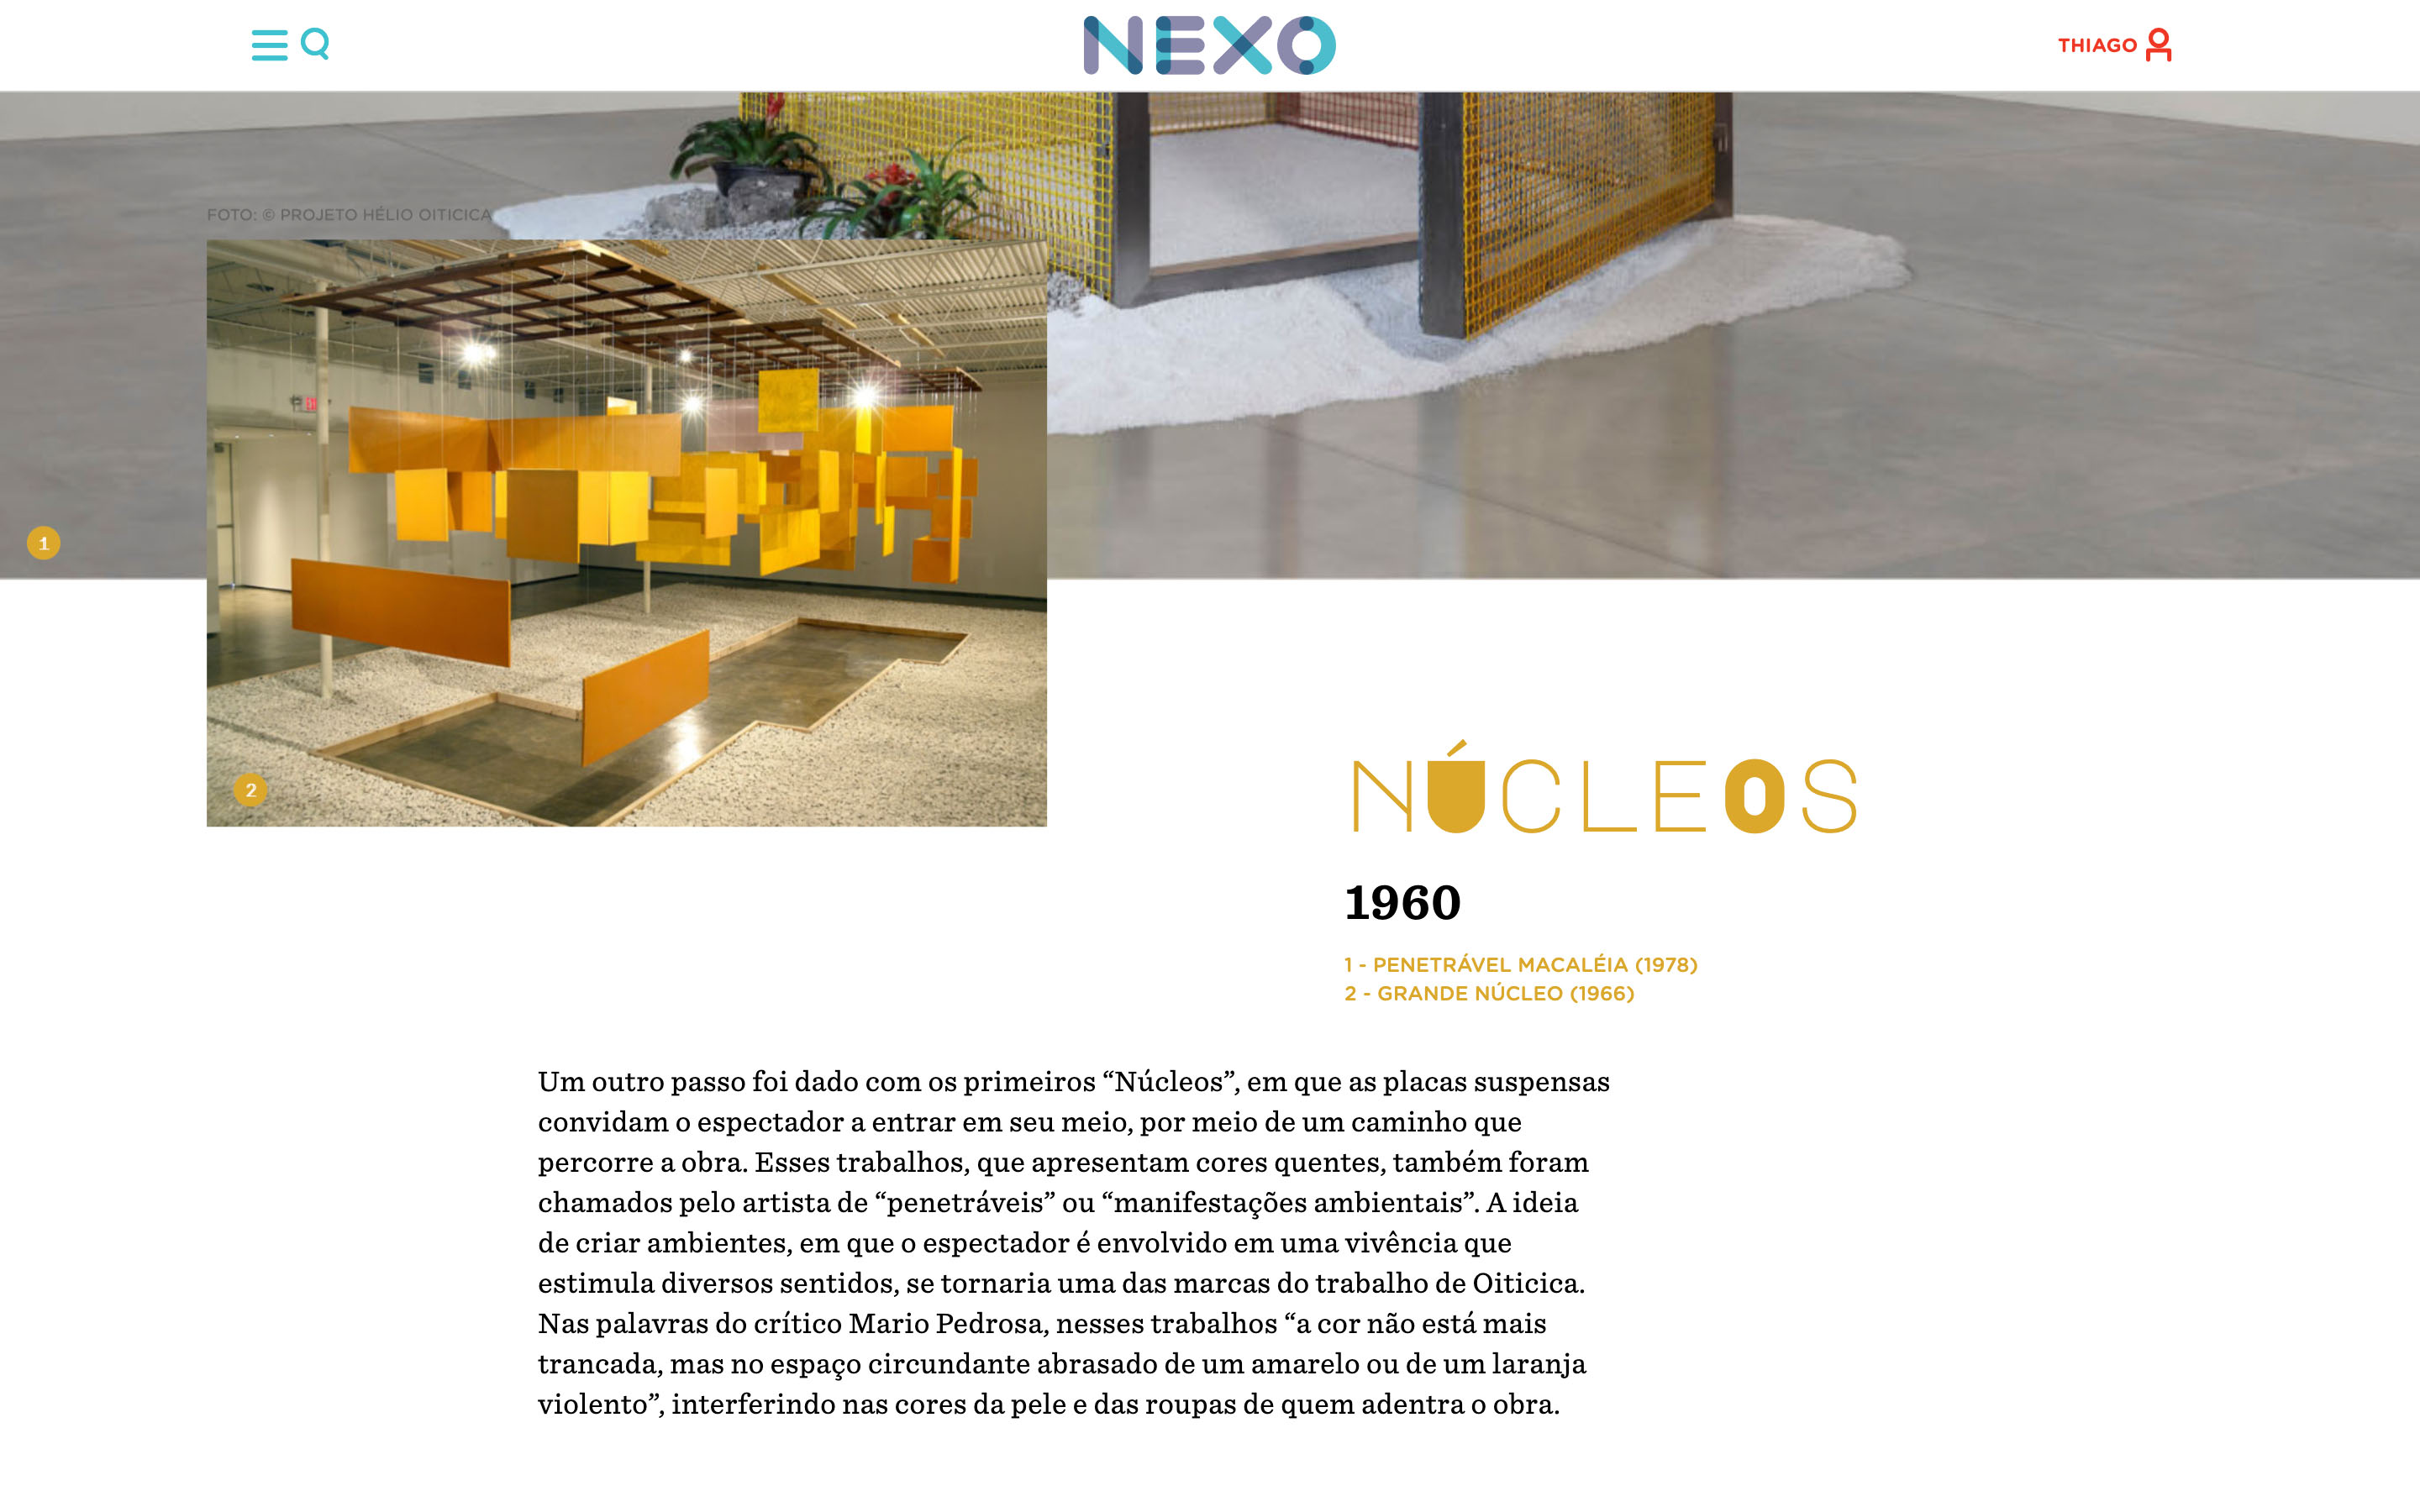 NEXO
THIAGO
FOTO: © PROJETO HÉLIO OITICICA
1
2
NÚCLEOS
1960
1 - PENETRÁVEL MACALÉIA (1978)
2 - GRANDE NÚCLEO (1966)
Um outro passo foi dado com os primeiros “Núcleos”, em que as placas suspensas
convidam o espectador a entrar em seu meio, por meio de um caminho que
percorre a obra. Esses trabalhos, que apresentam cores quentes, também foram
chamados pelo artista de “penetráveis” ou “manifestações ambientais”. A ideia
de criar ambientes, em que o espectador é envolvido em uma vivência que
estimula diversos sentidos, se tornaria uma das marcas do trabalho de Oiticica.
Nas palavras do crítico Mario Pedrosa, nesses trabalhos “a cor não está mais
trancada, mas no espaço circundante abrasado de um amarelo ou de um laranja
violento”, interferindo nas cores da pele e das roupas de quem adentra o obra.